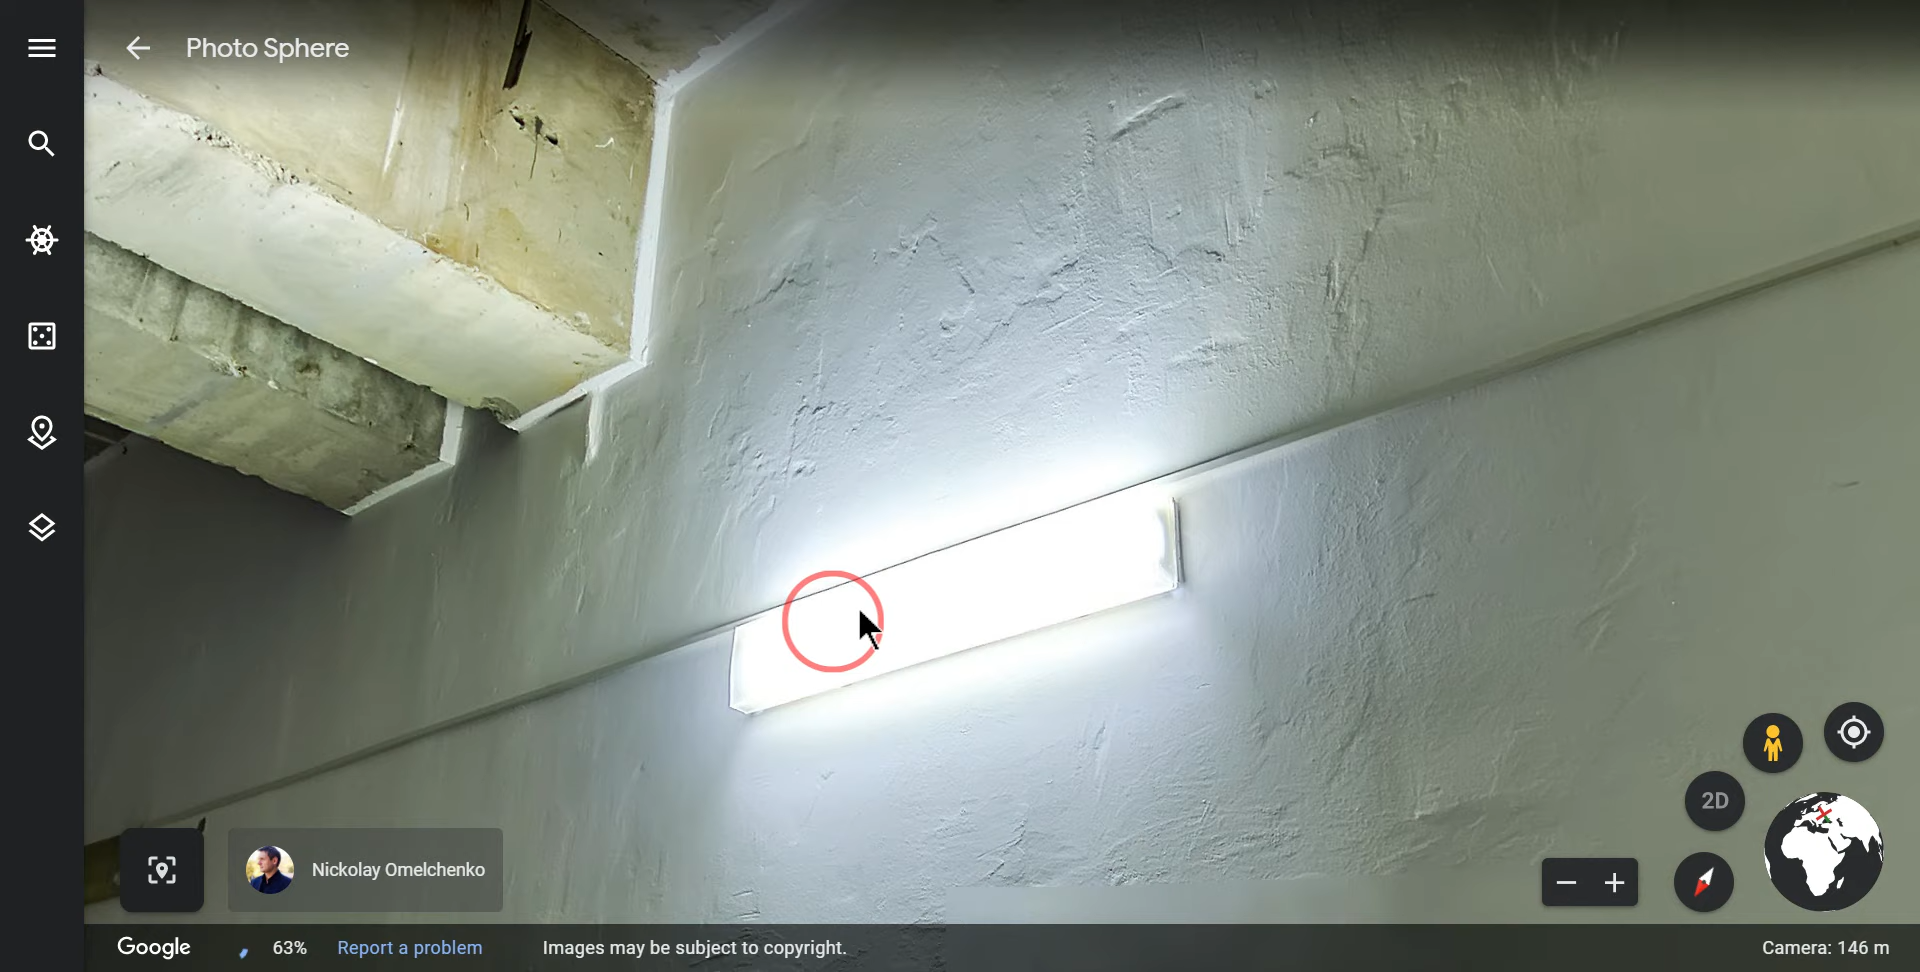 Photo Sphere
2D
Nickolay Omelchenko
Google 63% Report a problem Images may be subject to copyright. Camera: 146 m